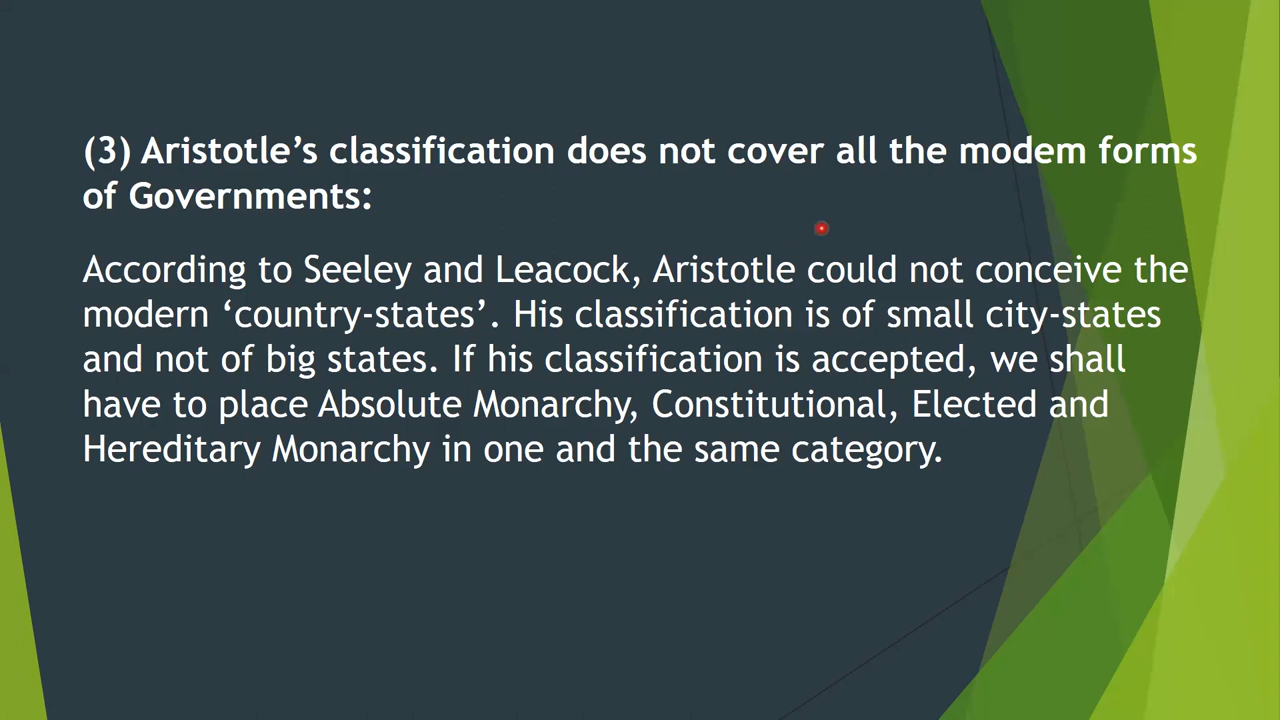 (3) Aristotle’s classification does not cover all the modem forms
of Governments:
According to Seeley and Leacock, Aristotle could not conceive the
modern ‘country-states’. His classification is of small city-states
and not of big states. If his classification is accepted, we shall
have to place Absolute Monarchy, Constitutional, Elected and
Hereditary Monarchy in one and the same category.